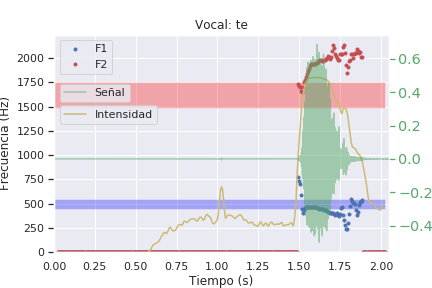 Vocal: te
F1
F2
Señal
Intensidad
Frecuencia (Hz)
2000
1750
1500
1250
1000
750
500
250
0
0.6
0.4
0.2
0.0
−0.2
−0.4
0.00 0.25 0.50 0.75 1.00 1.25 1.50 1.75 2.00
Tiempo (s)